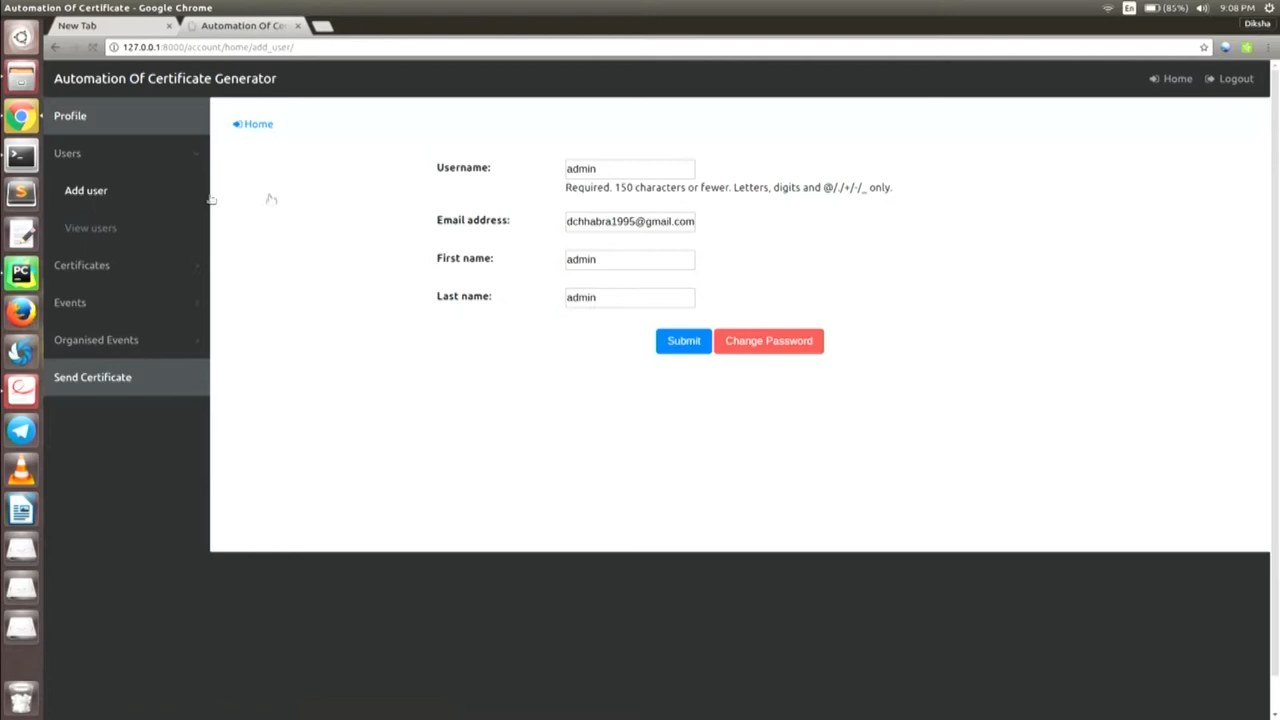 Automation Of Certificate - Google Chrome
En
(85%)
9:08 PM
New Tab
Automation Of Ce
Diksha
127.0.0.1:8000/account/home/add_user/
Automation Of Certificate Generator
Home
Logout
Profile
Home
Users
Username:
admin
Required. 150 characters or fewer. Letters, digits and @/./+/-/_ only.
Add user
Email address:
dchhabra1995@gmail.com
View users
First name:
admin
Certificates
Last name:
admin
Events
Organised Events
Submit
Change Password
Send Certificate
PC